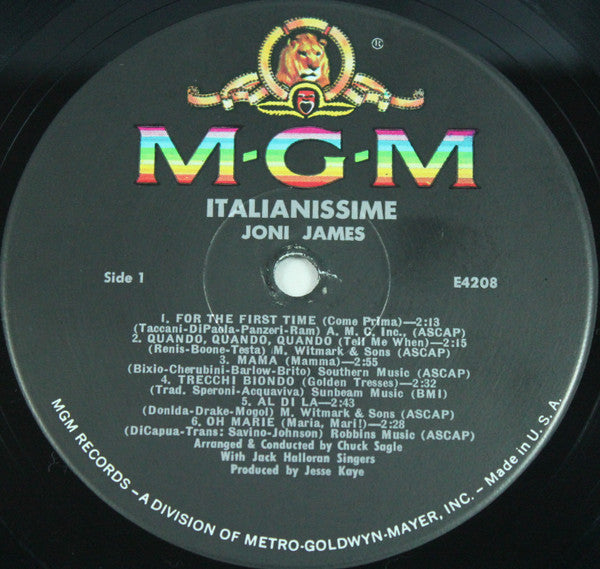 ®
M·G·M
ITALIANISSIME
JONI JAMES
Side 1
E4208
1. FOR THE FIRST TIME (Come Prima)—2:13
(Taccani-DiPaola-Panzeri-Ram) A. M. C. Inc., (ASCAP)
2. QUANDO, QUANDO, QUANDO (Tell Me When)—2:15
(Renis-Boone-Testa) M. Witmark & Sons (ASCAP)
3. MAMA (Mamma)—2:55
(Bixio-Cherubini-Barlow-Brito) Southern Music (ASCAP)
4. TRECCHI BIONDO (Golden Tresses)—2:32
(Trad. Speroni-Acquaviva) Sunbeam Music (BMI)
5. AL DI LA—2:43
(Donida-Drake-Mogol) M. Witmark & Sons (ASCAP)
6. OH MARIE (Maria, Mari!)—2:28
(DiCapua-Trans: Savino-Johnson) Robbins Music (ASCAP)
Arranged & Conducted by Chuck Sagle
With Jack Halloran Singers
Produced by Jesse Kaye
MGM RECORDS – A DIVISION OF METRO-GOLDWYN-MAYER, INC. – Made in U. S. A.